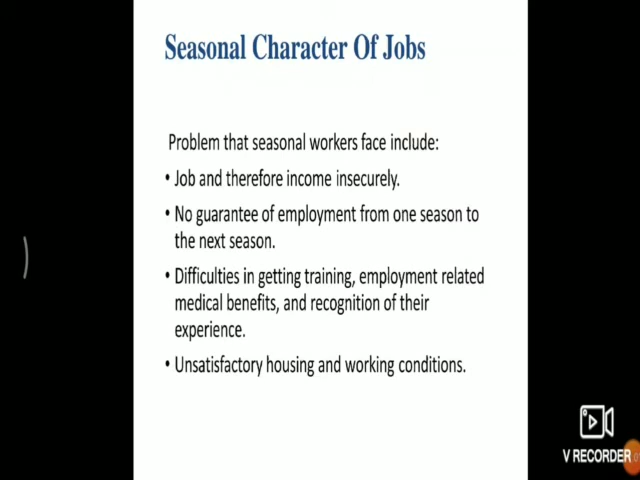 Seasonal Character Of Jobs
Problem that seasonal workers face include:
• Job and therefore income insecurely.
• No guarantee of employment from one season to
the next season.
• Difficulties in getting training, employment related
medical benefits, and recognition of their
experience.
• Unsatisfactory housing and working conditions.
V RECORDER